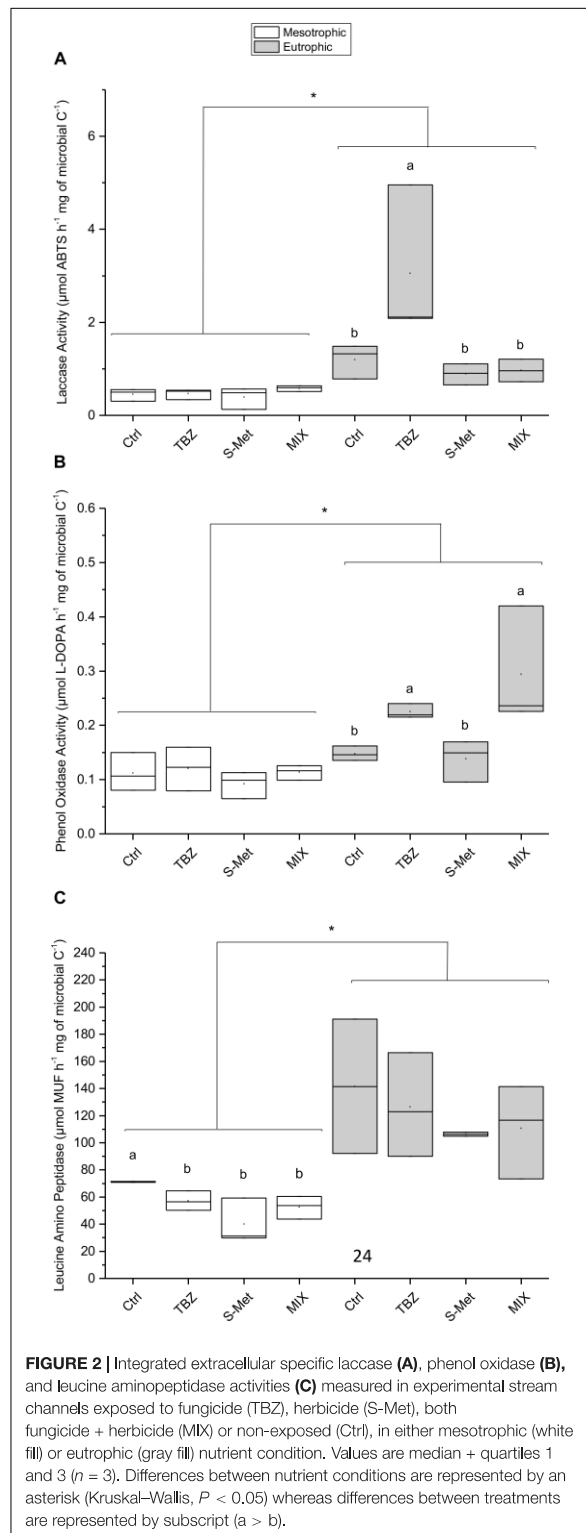 Mesotrophic
Eutrophic
A
Laccase Activity (µmol ABTS h⁻¹ mg of microbial C⁻¹)
6
4
2
0
*
a
b
b
b
Ctrl
TBZ
S-Met
MIX
Ctrl
TBZ
S-Met
MIX
B
Phenol Oxidase Activity (µmol L-DOPA h⁻¹ mg of microbial C⁻¹)
0.6
0.5
0.4
0.3
0.2
0.1
0.0
*
b
a
b
a
Ctrl
TBZ
S-Met
MIX
Ctrl
TBZ
S-Met
MIX
C
Leucine Amino Peptidase (µmol MUF h⁻¹ mg of microbial C⁻¹)
240
220
200
180
160
140
120
100
80
60
40
20
0
*
a
b
b
b
24
Ctrl
TBZ
S-Met
MIX
Ctrl
TBZ
S-Met
MIX
FIGURE 2 | Integrated extracellular specific laccase (A), phenol oxidase (B),
and leucine aminopeptidase activities (C) measured in experimental stream
channels exposed to fungicide (TBZ), herbicide (S-Met), both
fungicide + herbicide (MIX) or non-exposed (Ctrl), in either mesotrophic (white
fill) or eutrophic (gray fill) nutrient condition. Values are median + quartiles 1
and 3 (n = 3). Differences between nutrient conditions are represented by an
asterisk (Kruskal–Wallis, P < 0.05) whereas differences between treatments
are represented by subscript (a > b).